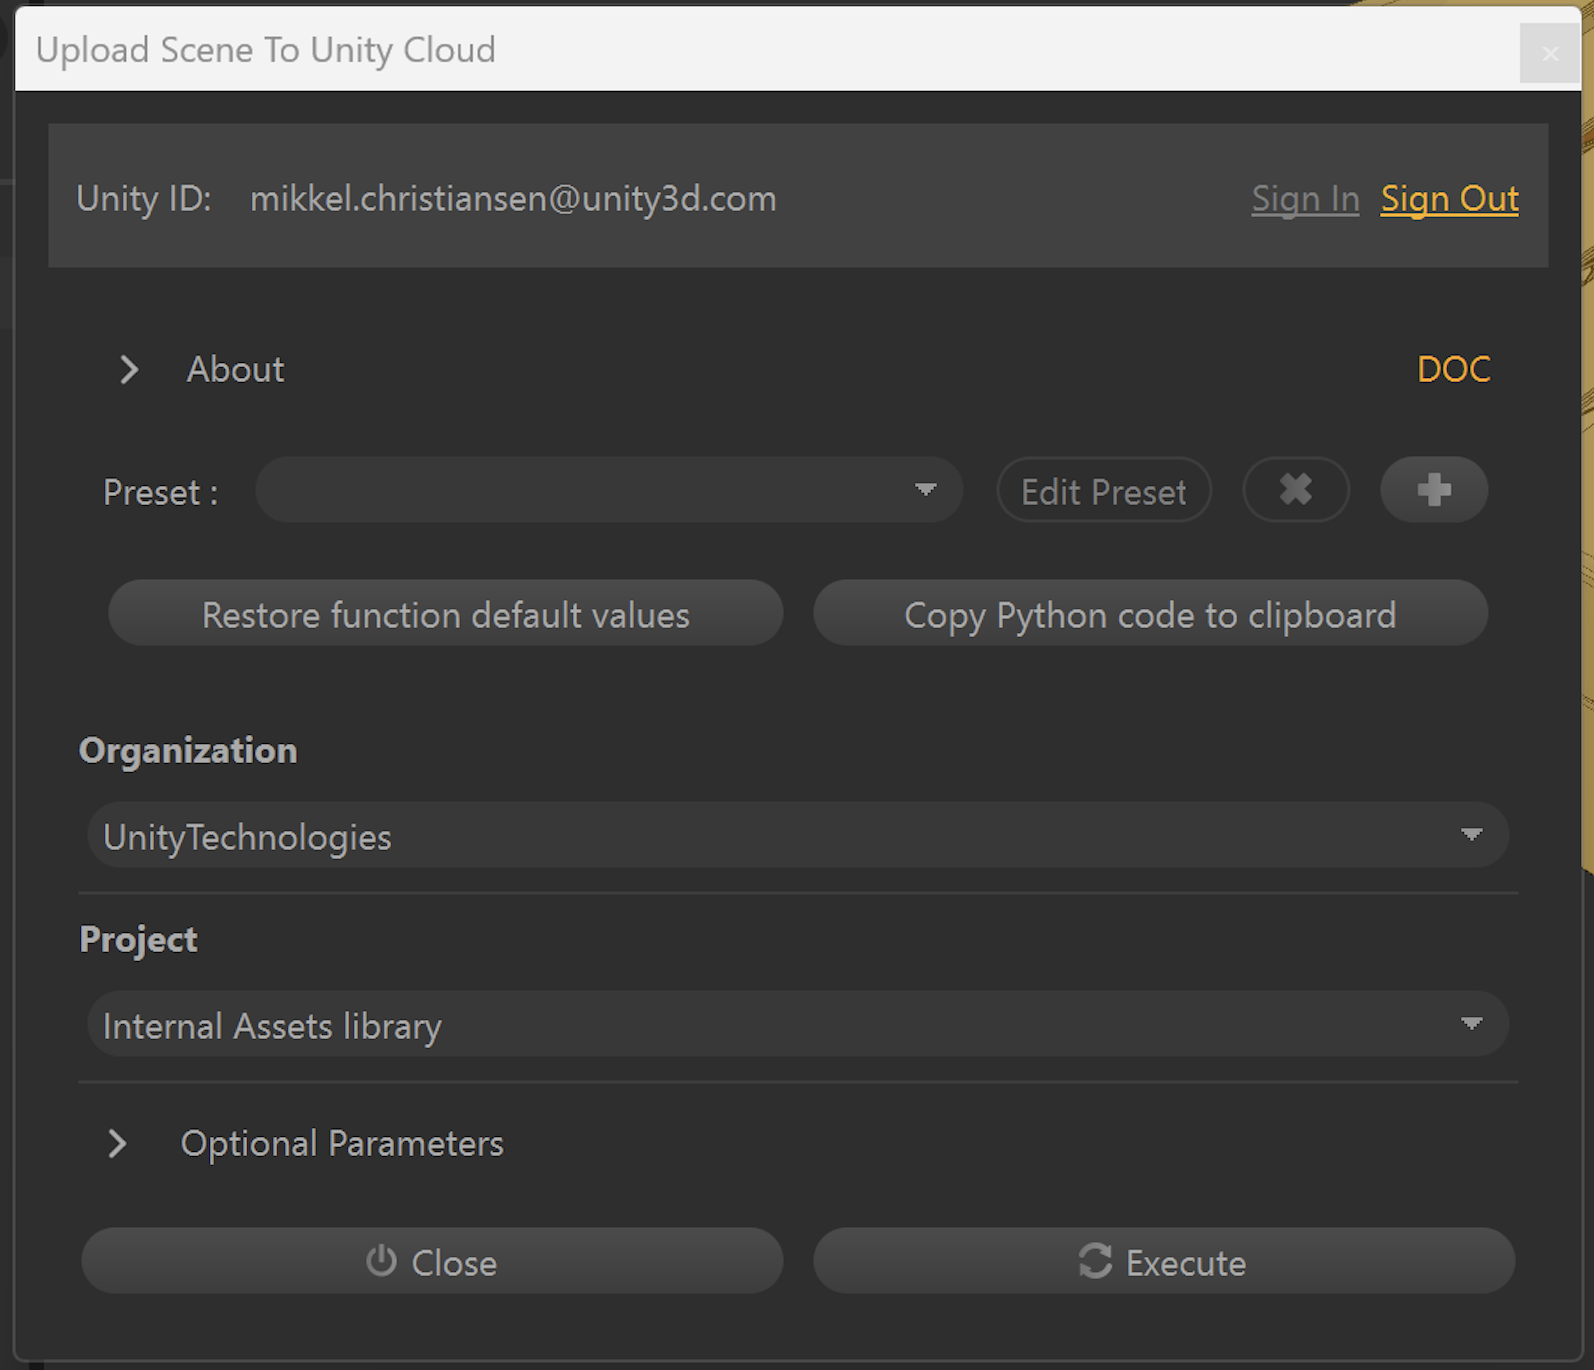 Upload Scene To Unity Cloud
Unity ID: mikkel.christiansen@unity3d.com Sign In Sign Out
About DOC
Preset : Edit Preset
Restore function default values Copy Python code to clipboard
Organization
UnityTechnologies
Project
Internal Assets library
Optional Parameters
Close Execute